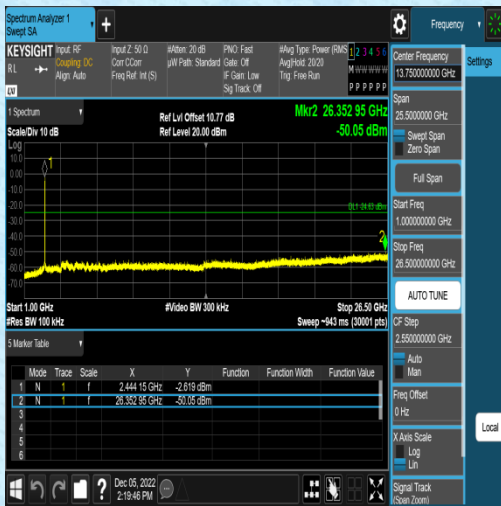 Spectrum Analyzer 1
Swept SA
Frequency
KEYSIGHT
RL
Input: RF
Coupling: DC
Align: Auto
Input Z: 50 Ω
Corr CCorr
Freq Ref: Int (S)
#Atten: 20 dB
µW Path: Standard
PNO: Fast
Gate: Off
IF Gain: Low
Sig Track: Off
#Avg Type: Power (RMS
Avg|Hold: 20/20
Trig: Free Run
1 2 3 4 5 6
M W W W W W
P P P P P P
LXI
1 Spectrum
Scale/Div 10 dB
Ref Lvl Offset 10.77 dB
Ref Level 20.00 dBm
Mkr2 26.352 95 GHz
-50.05 dBm
Log
10.0
0.00
-10.0
-20.0
-30.0
-40.0
-50.0
-60.0
-70.0
1
DL1 -24.63 dBm
2
Start 1.00 GHz
#Res BW 100 kHz
#Video BW 300 kHz
Stop 26.50 GHz
Sweep ~943 ms (30001 pts)
5 Marker Table
Mode Trace Scale X Y Function Function Width Function Value
1 N 1 f 2.444 15 GHz -2.619 dBm
2 N 1 f 26.352 95 GHz -50.05 dBm
3
4
5
6
?
Dec 05, 2022
2:19:46 PM
Center Frequency
13.750000000 GHz
Settings
Span
25.5000000 GHz
Swept Span
Zero Span
Full Span
Start Freq
1.000000000 GHz
Stop Freq
26.500000000 GHz
AUTO TUNE
CF Step
2.550000000 GHz
Auto
Man
Freq Offset
0 Hz
Local
X Axis Scale
Log
Lin
Signal Track
(Span Zoom)